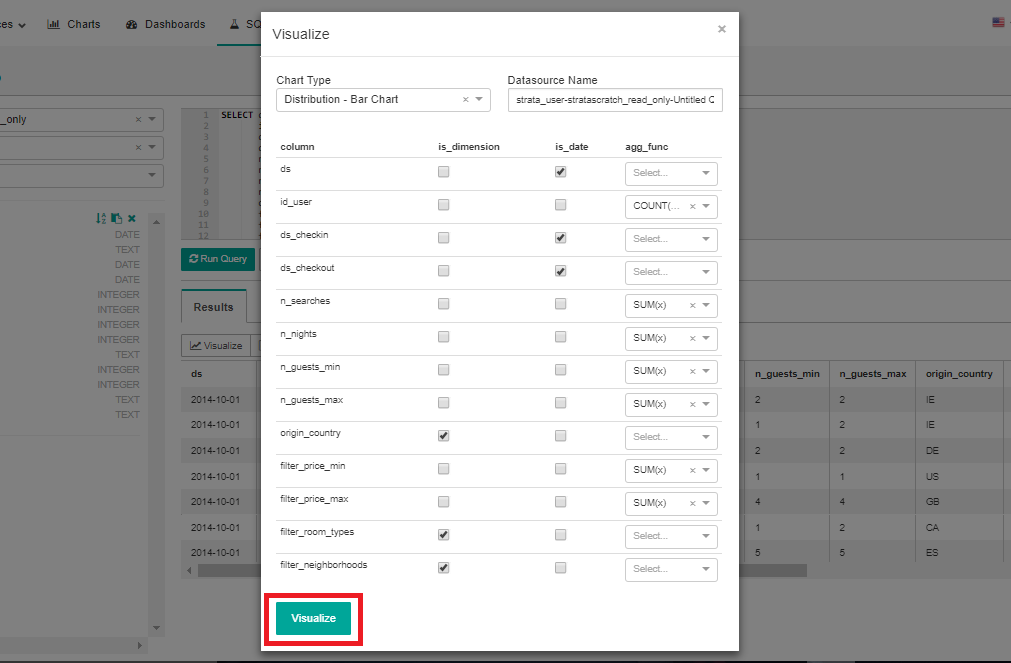 es Charts Dashboards SQ
Visualize ×
Chart Type Datasource Name
Distribution - Bar Chart × strata_user-stratascratch_read_only-Untitled Q
_only ×
×
column is_dimension is_date agg_func
ds Select...
id_user COUNT(... ×
ds_checkin Select...
ds_checkout Select...
n_searches SUM(x) ×
n_nights SUM(x) ×
n_guests_min SUM(x) ×
n_guests_max SUM(x) ×
origin_country Select...
filter_price_min SUM(x) ×
filter_price_max SUM(x) ×
filter_room_types Select...
filter_neighborhoods Select...
Visualize
1 SELECT
2
3
4
5
6
7
8
9
10
11
12
DATE
TEXT
DATE
DATE
INTEGER
INTEGER
INTEGER
INTEGER
TEXT
INTEGER
INTEGER
TEXT
TEXT
Run Query
Results
Visualize
ds n_guests_min n_guests_max origin_country
2014-10-01 2 2 IE
2014-10-01 1 2 IE
2014-10-01 2 2 DE
2014-10-01 1 1 US
2014-10-01 4 4 GB
2014-10-01 1 2 CA
2014-10-01 5 5 ES